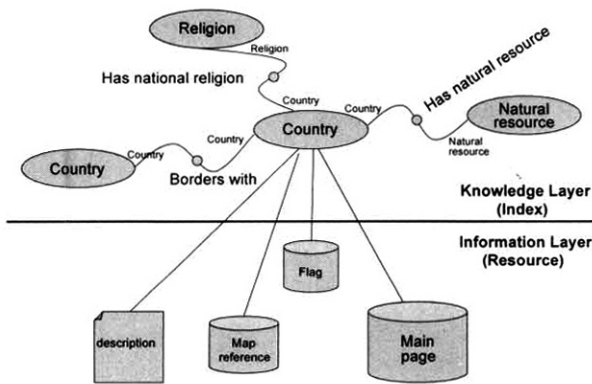 Religion
Religion
Has national religion
Has natural resource
Country
Country
Natural
resource
Country
Country
Country
Country
Natural
resource
Country
Borders with
Knowledge Layer
(Index)
Information Layer
(Resource)
Flag
description
Map
reference
Main
page